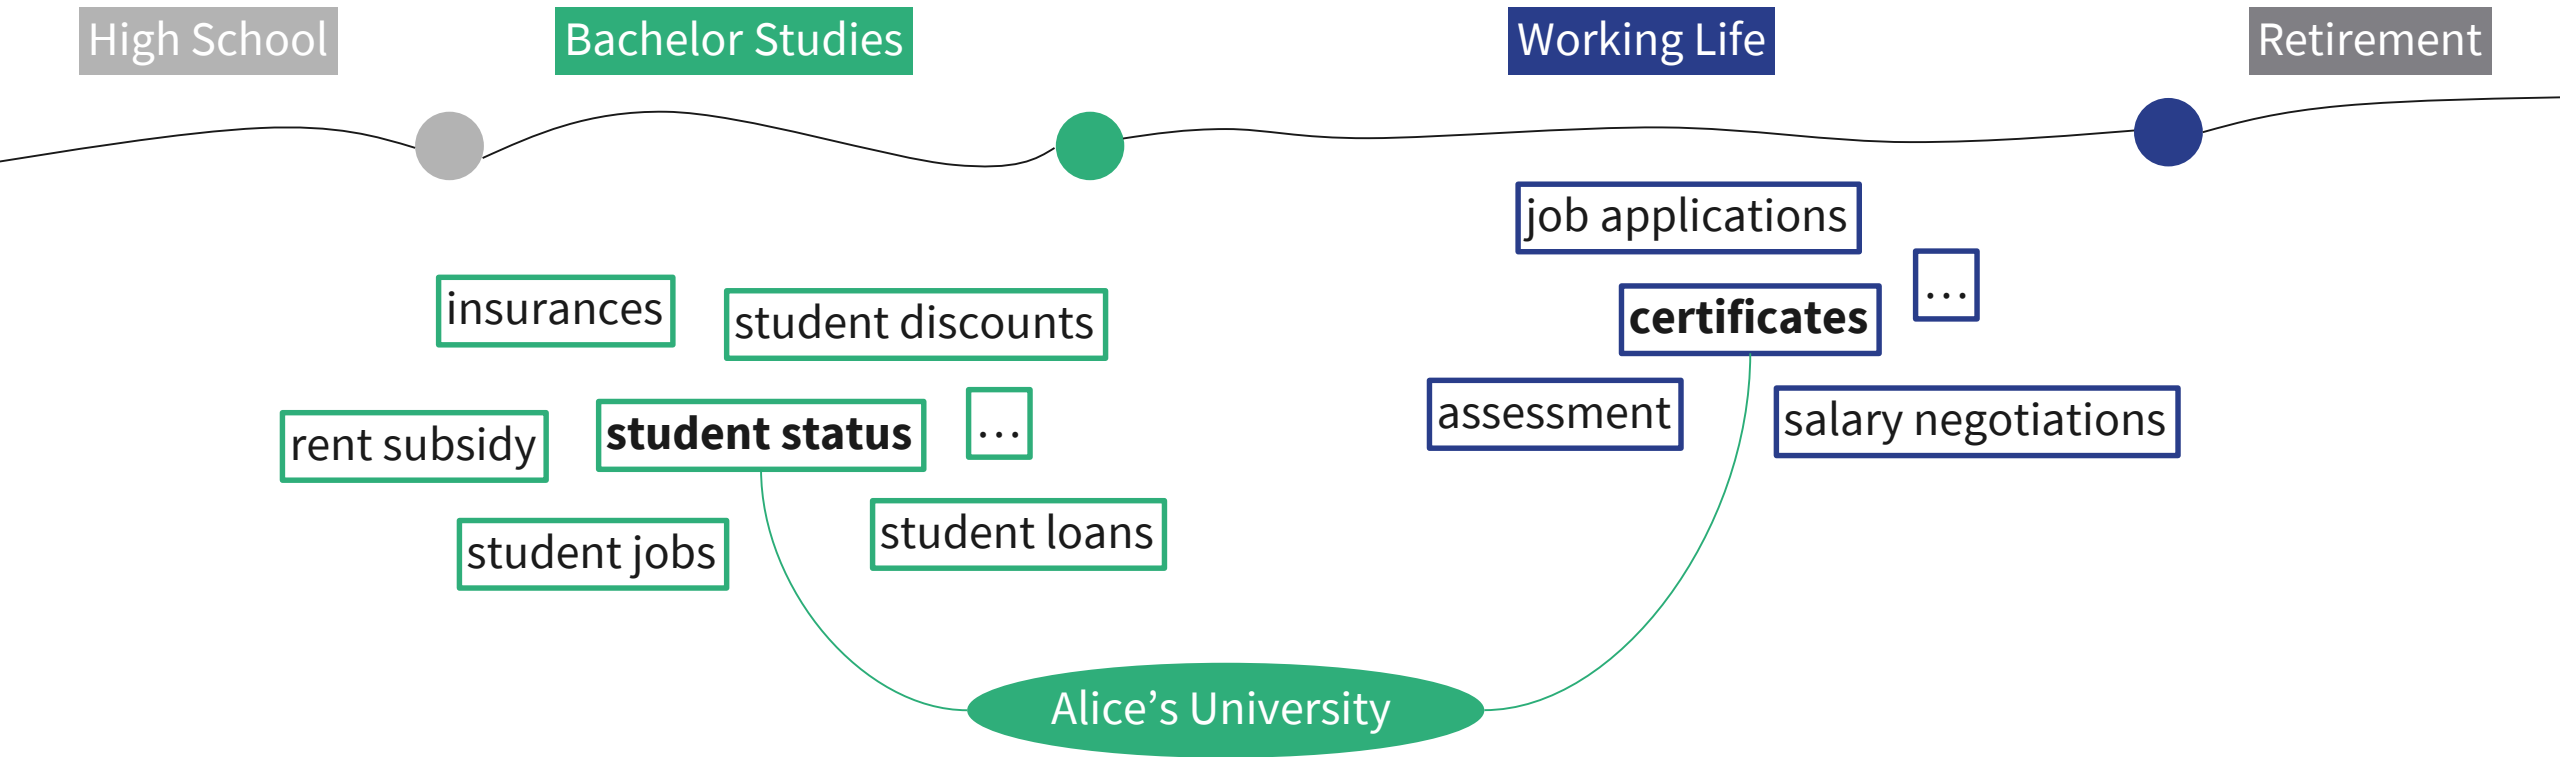 High School
Bachelor Studies
Working Life
Retirement
job applications
insurances
student discounts
certificates
...
rent subsidy
student status
...
assessment
salary negotiations
student jobs
student loans
Alice’s University